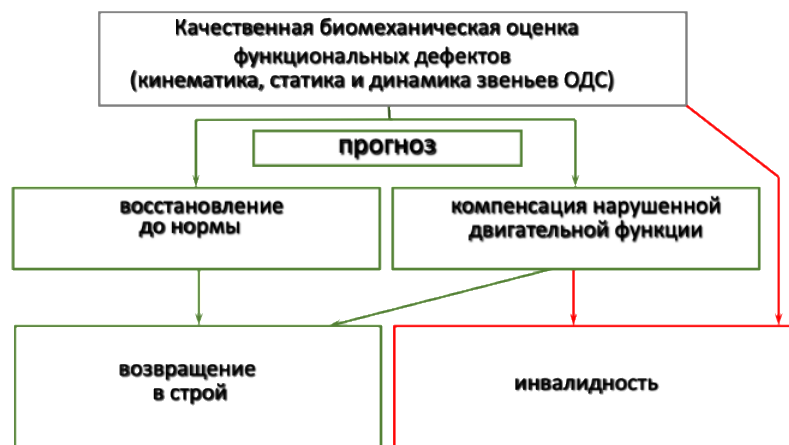 Качественная биомеханическая оценка
функциональных дефектов
(кинематика, статика и динамика звеньев ОДС)
прогноз
восстановление
до нормы
компенсация нарушенной
двигательной функции
возвращение
в строй
инвалидность